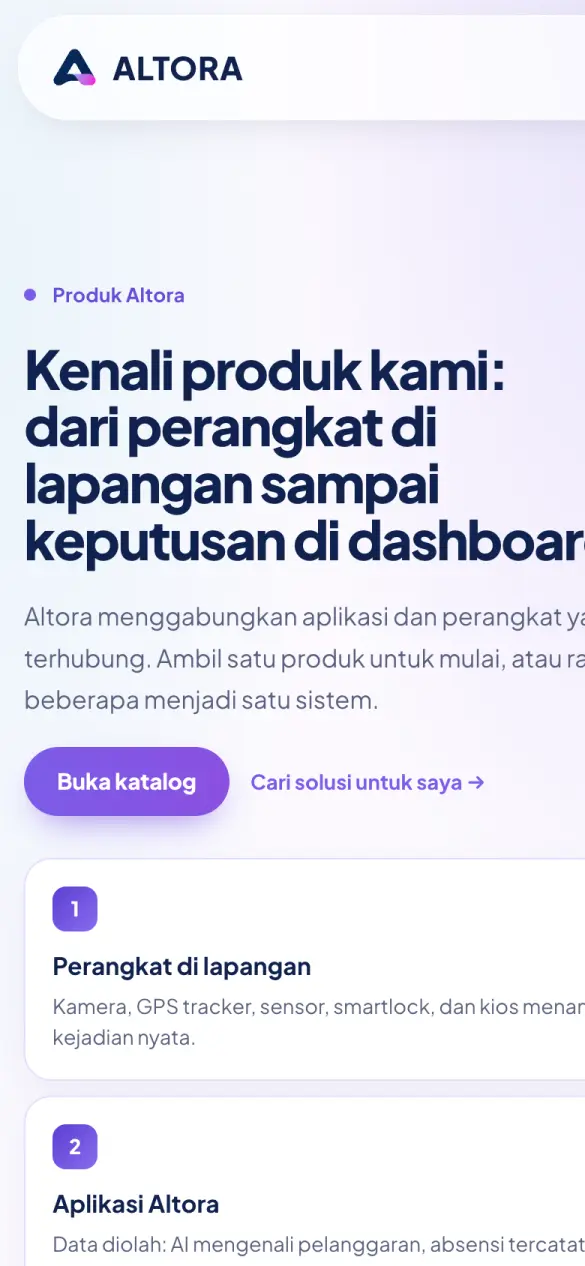 ALTORA
Produk Altora
Kenali produk kami:
dari perangkat di
lapangan sampai
keputusan di
Altora menggabungkan aplikasi dan perangkat
terhubung. Ambil satu produk untuk mulai, atau
beberapa menjadi satu sistem.
Buka katalog
Cari solusi untuk saya →
1
Perangkat di lapangan
Kamera, GPS tracker, sensor, smartlock, dan kios
kejadian nyata.
2
Aplikasi Altora
Data diolah: AI mengenali pelanggaran, absensi